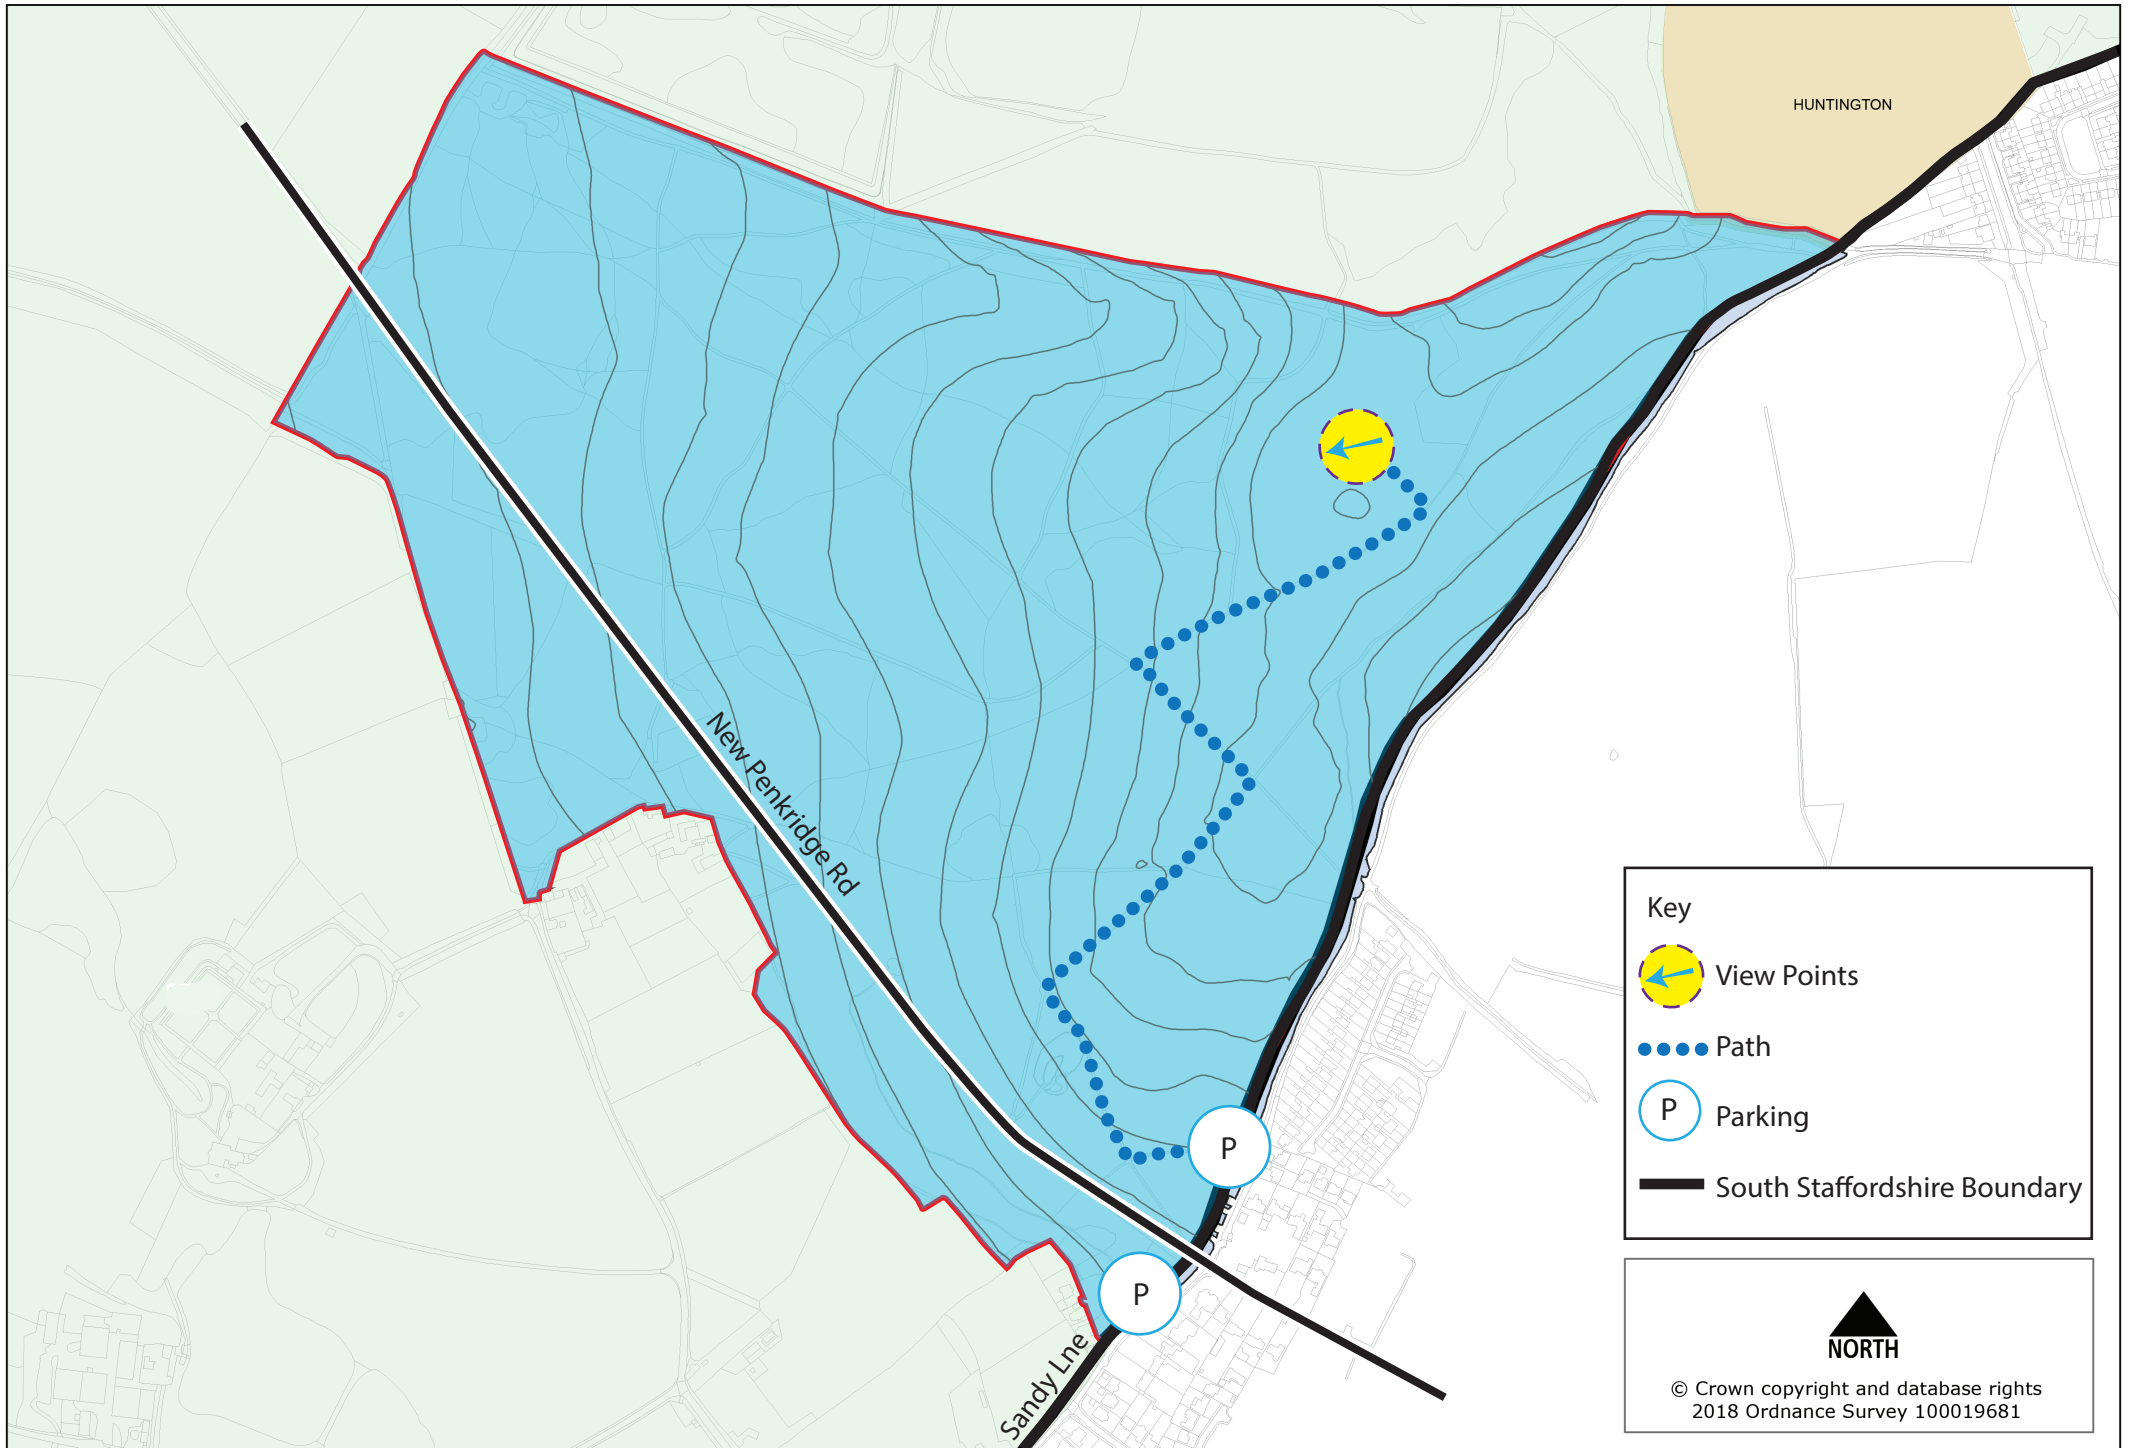 HUNTINGTON
New Penkridge Rd
P
P
Sandy Lne
Key
View Points
Path
P Parking
South Staffordshire Boundary
NORTH
© Crown copyright and database rights
2018 Ordnance Survey 100019681